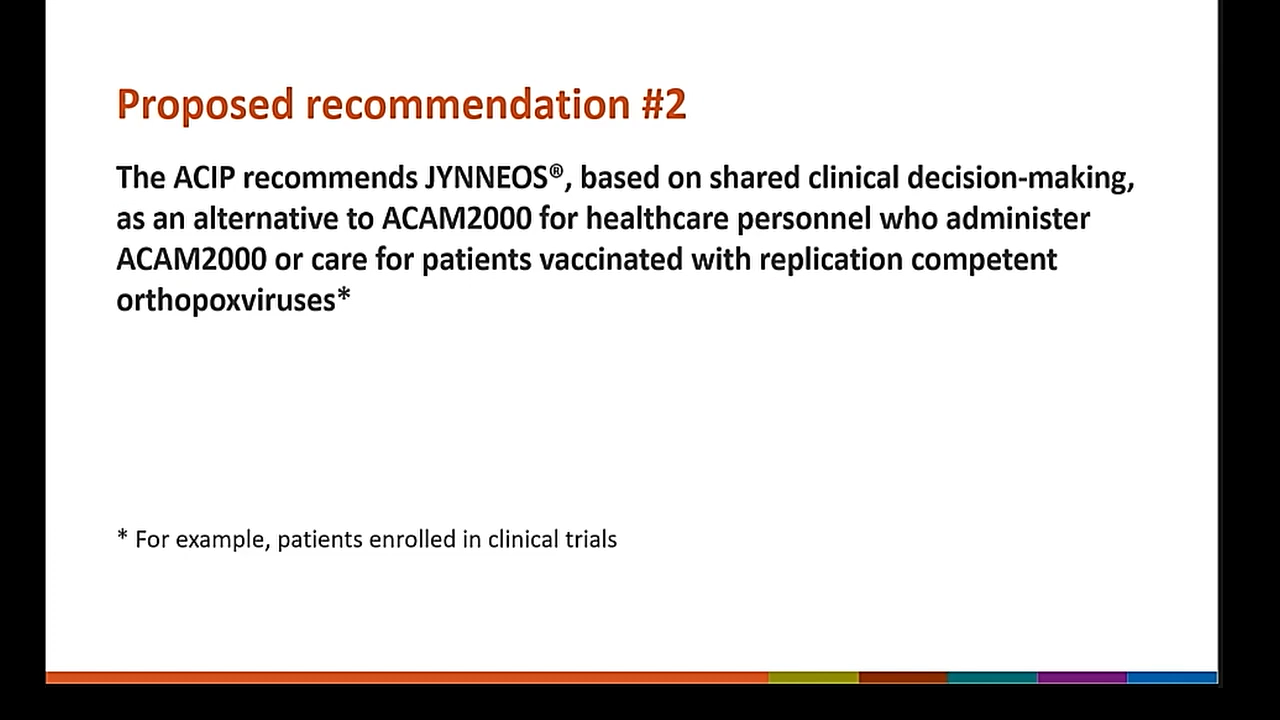 Proposed recommendation #2
The ACIP recommends JYNNEOS®, based on shared clinical decision-making,
as an alternative to ACAM2000 for healthcare personnel who administer
ACAM2000 or care for patients vaccinated with replication competent
orthopoxviruses*
* For example, patients enrolled in clinical trials